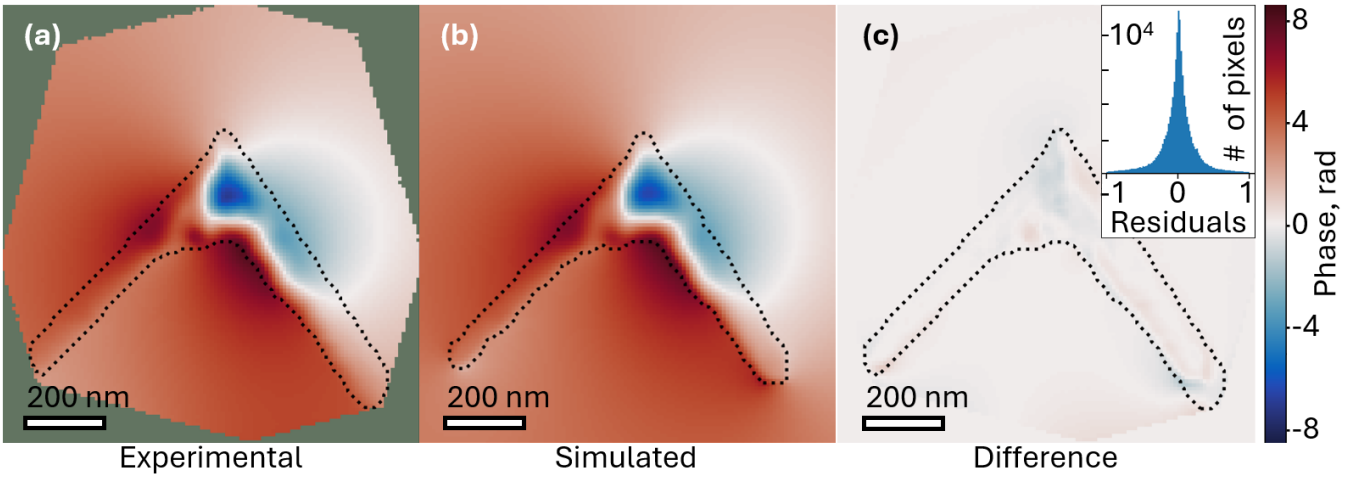 (a)
200 nm
Experimental
(b)
200 nm
Simulated
(c)
200 nm
Difference
10⁴
# of pixels
-1 0 1
Residuals
8
4
0
-4
-8
Phase, rad